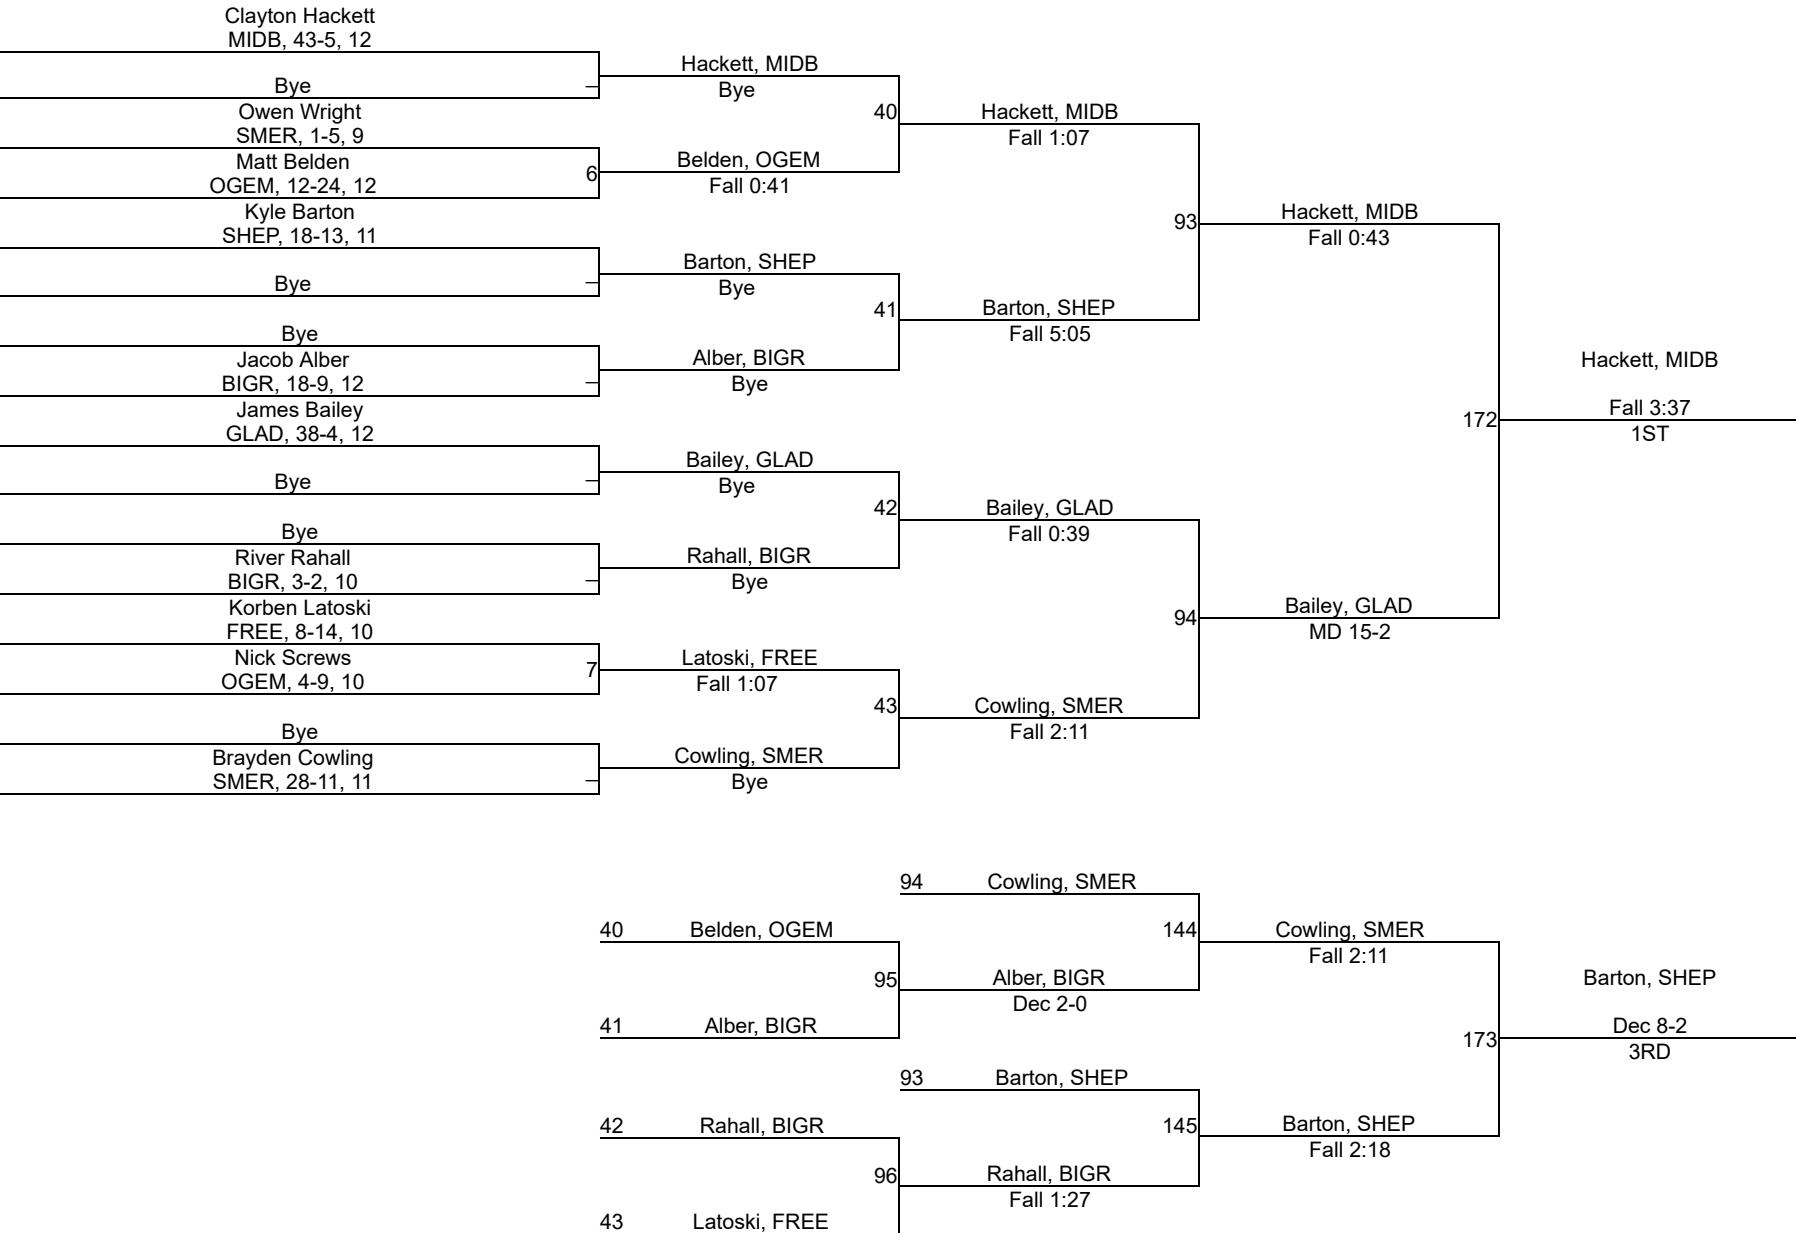 Clayton Hackett
MIDB, 43-5, 12
Bye
Owen Wright
SMER, 1-5, 9
Matt Belden
OGEM, 12-24, 12
Kyle Barton
SHEP, 18-13, 11
Bye
Bye
Jacob Alber
BIGR, 18-9, 12
James Bailey
GLAD, 38-4, 12
Bye
Bye
River Rahall
BIGR, 3-2, 10
Korben Latoski
FREE, 8-14, 10
Nick Screws
OGEM, 4-9, 10
Bye
Brayden Cowling
SMER, 28-11, 11
–
6
–
–
–
–
–
7
–
Hackett, MIDB
Bye
Belden, OGEM
Fall 0:41
Barton, SHEP
Bye
Alber, BIGR
Bye
Bailey, GLAD
Bye
Rahall, BIGR
Bye
Latoski, FREE
Fall 1:07
Cowling, SMER
Bye
40
41
42
43
Hackett, MIDB
Fall 1:07
Barton, SHEP
Fall 5:05
Bailey, GLAD
Fall 0:39
Cowling, SMER
Fall 2:11
93
94
Hackett, MIDB
Fall 0:43
Bailey, GLAD
MD 15-2
172
Hackett, MIDB
Fall 3:37
1ST
94 Cowling, SMER
40 Belden, OGEM
144
Cowling, SMER
Fall 2:11
95
Alber, BIGR
Dec 2-0
41 Alber, BIGR
173
Barton, SHEP
Dec 8-2
3RD
93 Barton, SHEP
42 Rahall, BIGR
145
Barton, SHEP
Fall 2:18
96
Rahall, BIGR
Fall 1:27
43 Latoski, FREE